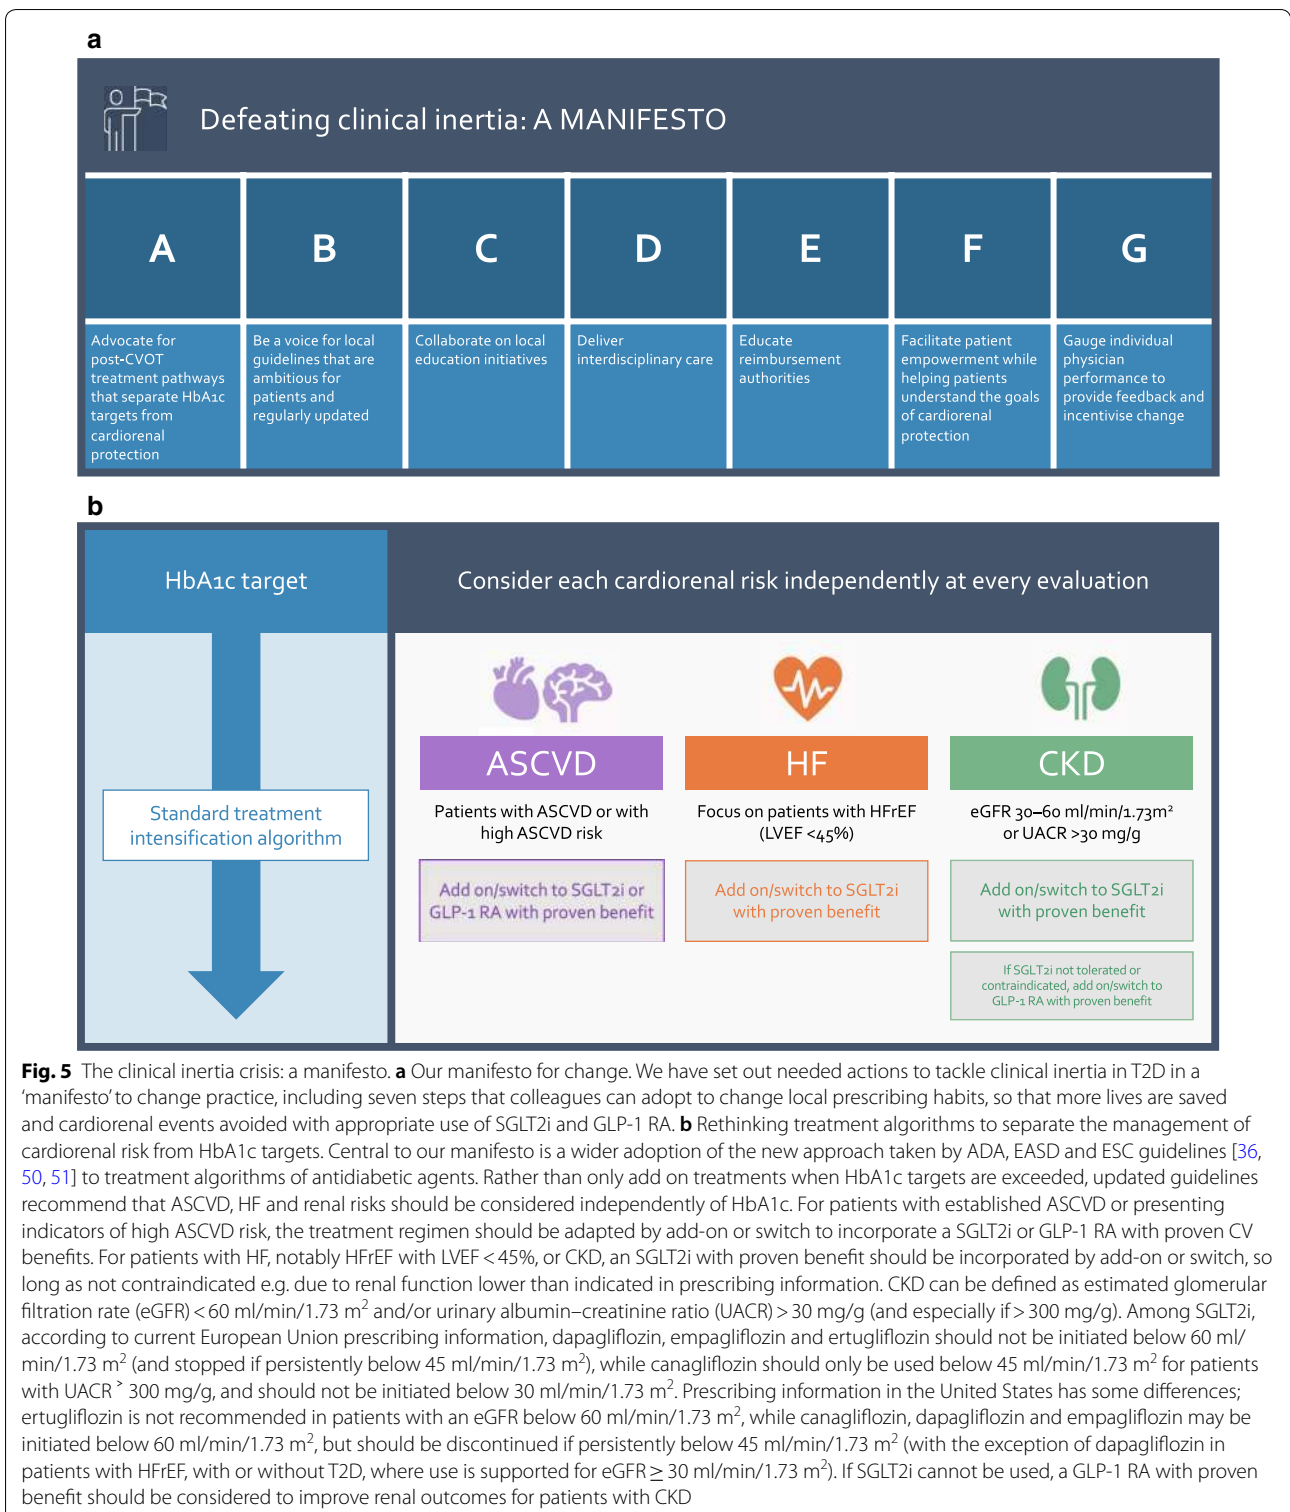 a
Defeating clinical inertia: A MANIFESTO
A
B
C
D
E
F
G
Advocate for
post-CVOT
treatment pathways
that separate HbA1c
targets from
cardiorenal
protection
Be a voice for local
guidelines that are
ambitious for
patients and
regularly updated
Collaborate on local
education initiatives
Deliver
interdisciplinary care
Educate
reimbursement
authorities
Facilitate patient
empowerment while
helping patients
understand the goals
of cardiorenal
protection
Gauge individual
physician
performance to
provide feedback and
incentivise change
b
HbA1c target
Standard treatment
intensification algorithm
Consider each cardiorenal risk independently at every evaluation
ASCVD
Patients with ASCVD or with
high ASCVD risk
Add on/switch to SGLT2i or
GLP-1 RA with proven benefit
HF
Focus on patients with HFrEF
(LVEF <45%)
Add on/switch to SGLT2i
with proven benefit
CKD
eGFR 30–60 ml/min/1.73m²
or UACR >30 mg/g
Add on/switch to SGLT2i
with proven benefit
If SGLT2i not tolerated or
contraindicated, add on/switch to
GLP-1 RA with proven benefit
Fig. 5 The clinical inertia crisis: a manifesto. a Our manifesto for change. We have set out needed actions to tackle clinical inertia in T2D in a
‘manifesto’ to change practice, including seven steps that colleagues can adopt to change local prescribing habits, so that more lives are saved
and cardiorenal events avoided with appropriate use of SGLT2i and GLP-1 RA. b Rethinking treatment algorithms to separate the management of
cardiorenal risk from HbA1c targets. Central to our manifesto is a wider adoption of the new approach taken by ADA, EASD and ESC guidelines [36,
50, 51] to treatment algorithms of antidiabetic agents. Rather than only add on treatments when HbA1c targets are exceeded, updated guidelines
recommend that ASCVD, HF and renal risks should be considered independently of HbA1c. For patients with established ASCVD or presenting
indicators of high ASCVD risk, the treatment regimen should be adapted by add-on or switch to incorporate a SGLT2i or GLP-1 RA with proven CV
benefits. For patients with HF, notably HFrEF with LVEF < 45%, or CKD, an SGLT2i with proven benefit should be incorporated by add-on or switch, so
long as not contraindicated e.g. due to renal function lower than indicated in prescribing information. CKD can be defined as estimated glomerular
filtration rate (eGFR) < 60 ml/min/1.73 m² and/or urinary albumin–creatinine ratio (UACR) > 30 mg/g (and especially if > 300 mg/g). Among SGLT2i,
according to current European Union prescribing information, dapagliflozin, empagliflozin and ertugliflozin should not be initiated below 60 ml/
min/1.73 m² (and stopped if persistently below 45 ml/min/1.73 m²), while canagliflozin should only be used below 45 ml/min/1.73 m² for patients
with UACR ˃ 300 mg/g, and should not be initiated below 30 ml/min/1.73 m². Prescribing information in the United States has some differences;
ertugliflozin is not recommended in patients with an eGFR below 60 ml/min/1.73 m², while canagliflozin, dapagliflozin and empagliflozin may be
initiated below 60 ml/min/1.73 m², but should be discontinued if persistently below 45 ml/min/1.73 m² (with the exception of dapagliflozin in
patients with HFrEF, with or without T2D, where use is supported for eGFR ≥ 30 ml/min/1.73 m²). If SGLT2i cannot be used, a GLP-1 RA with proven
benefit should be considered to improve renal outcomes for patients with CKD